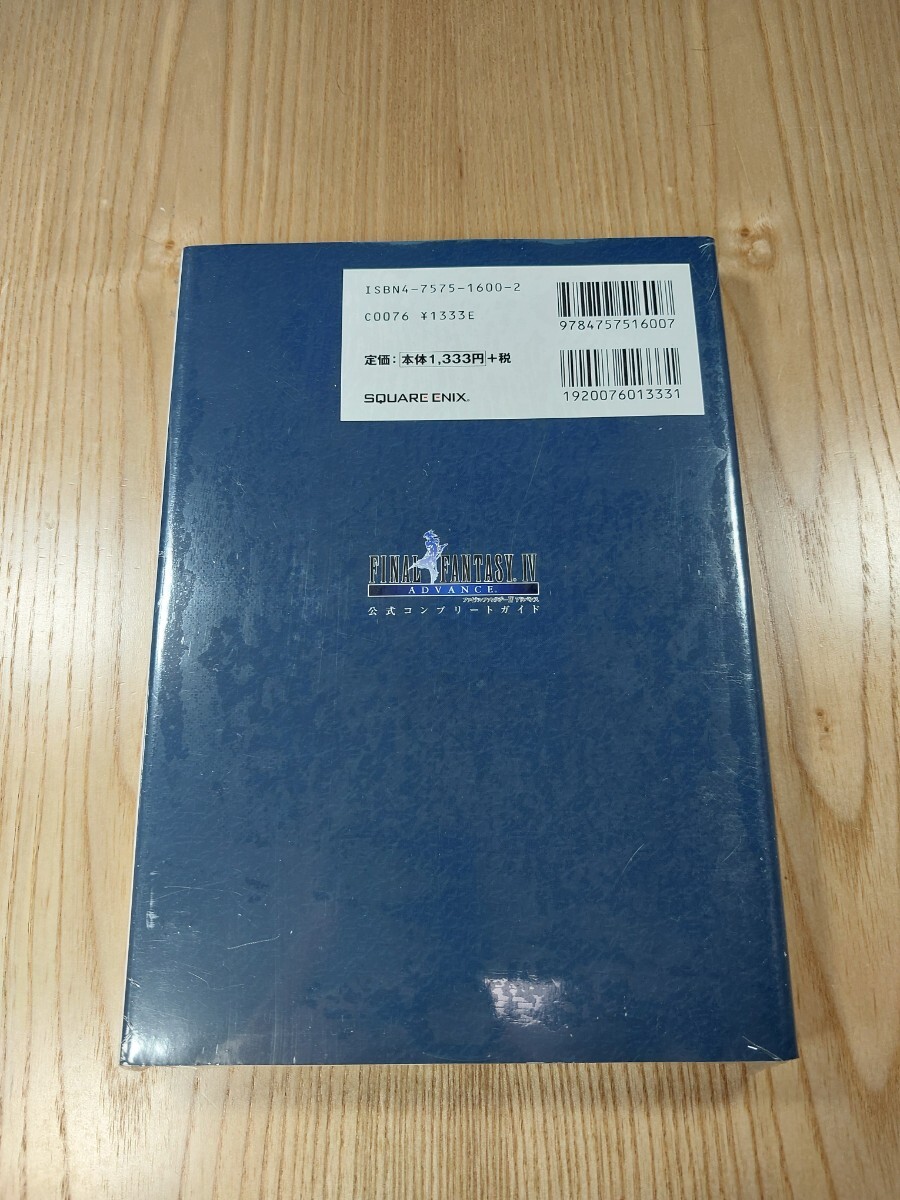 ISBN4-7575-1600-2
C0076 ¥1333E
9784757516007
定価：本体1,333円+税
1920076013331
SQUARE ENIX®
FINAL FANTASY® IV
ADVANCE®
ファイナルファンタジーIV アドバンス
公式コンプリートガイド